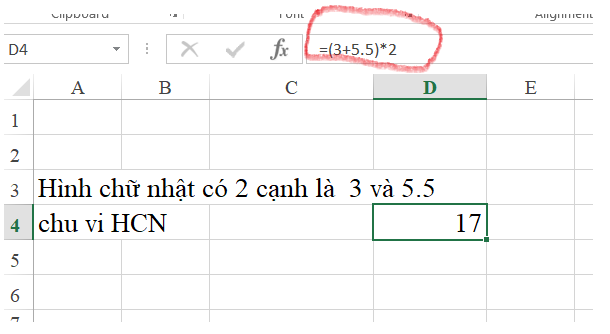 Clipboard Font Alignment
D4 fx =(3+5.5)*2
A B C D E
1
2
3 Hình chữ nhật có 2 cạnh là  3 và 5.5
4 chu vi HCN 17
5
6
7